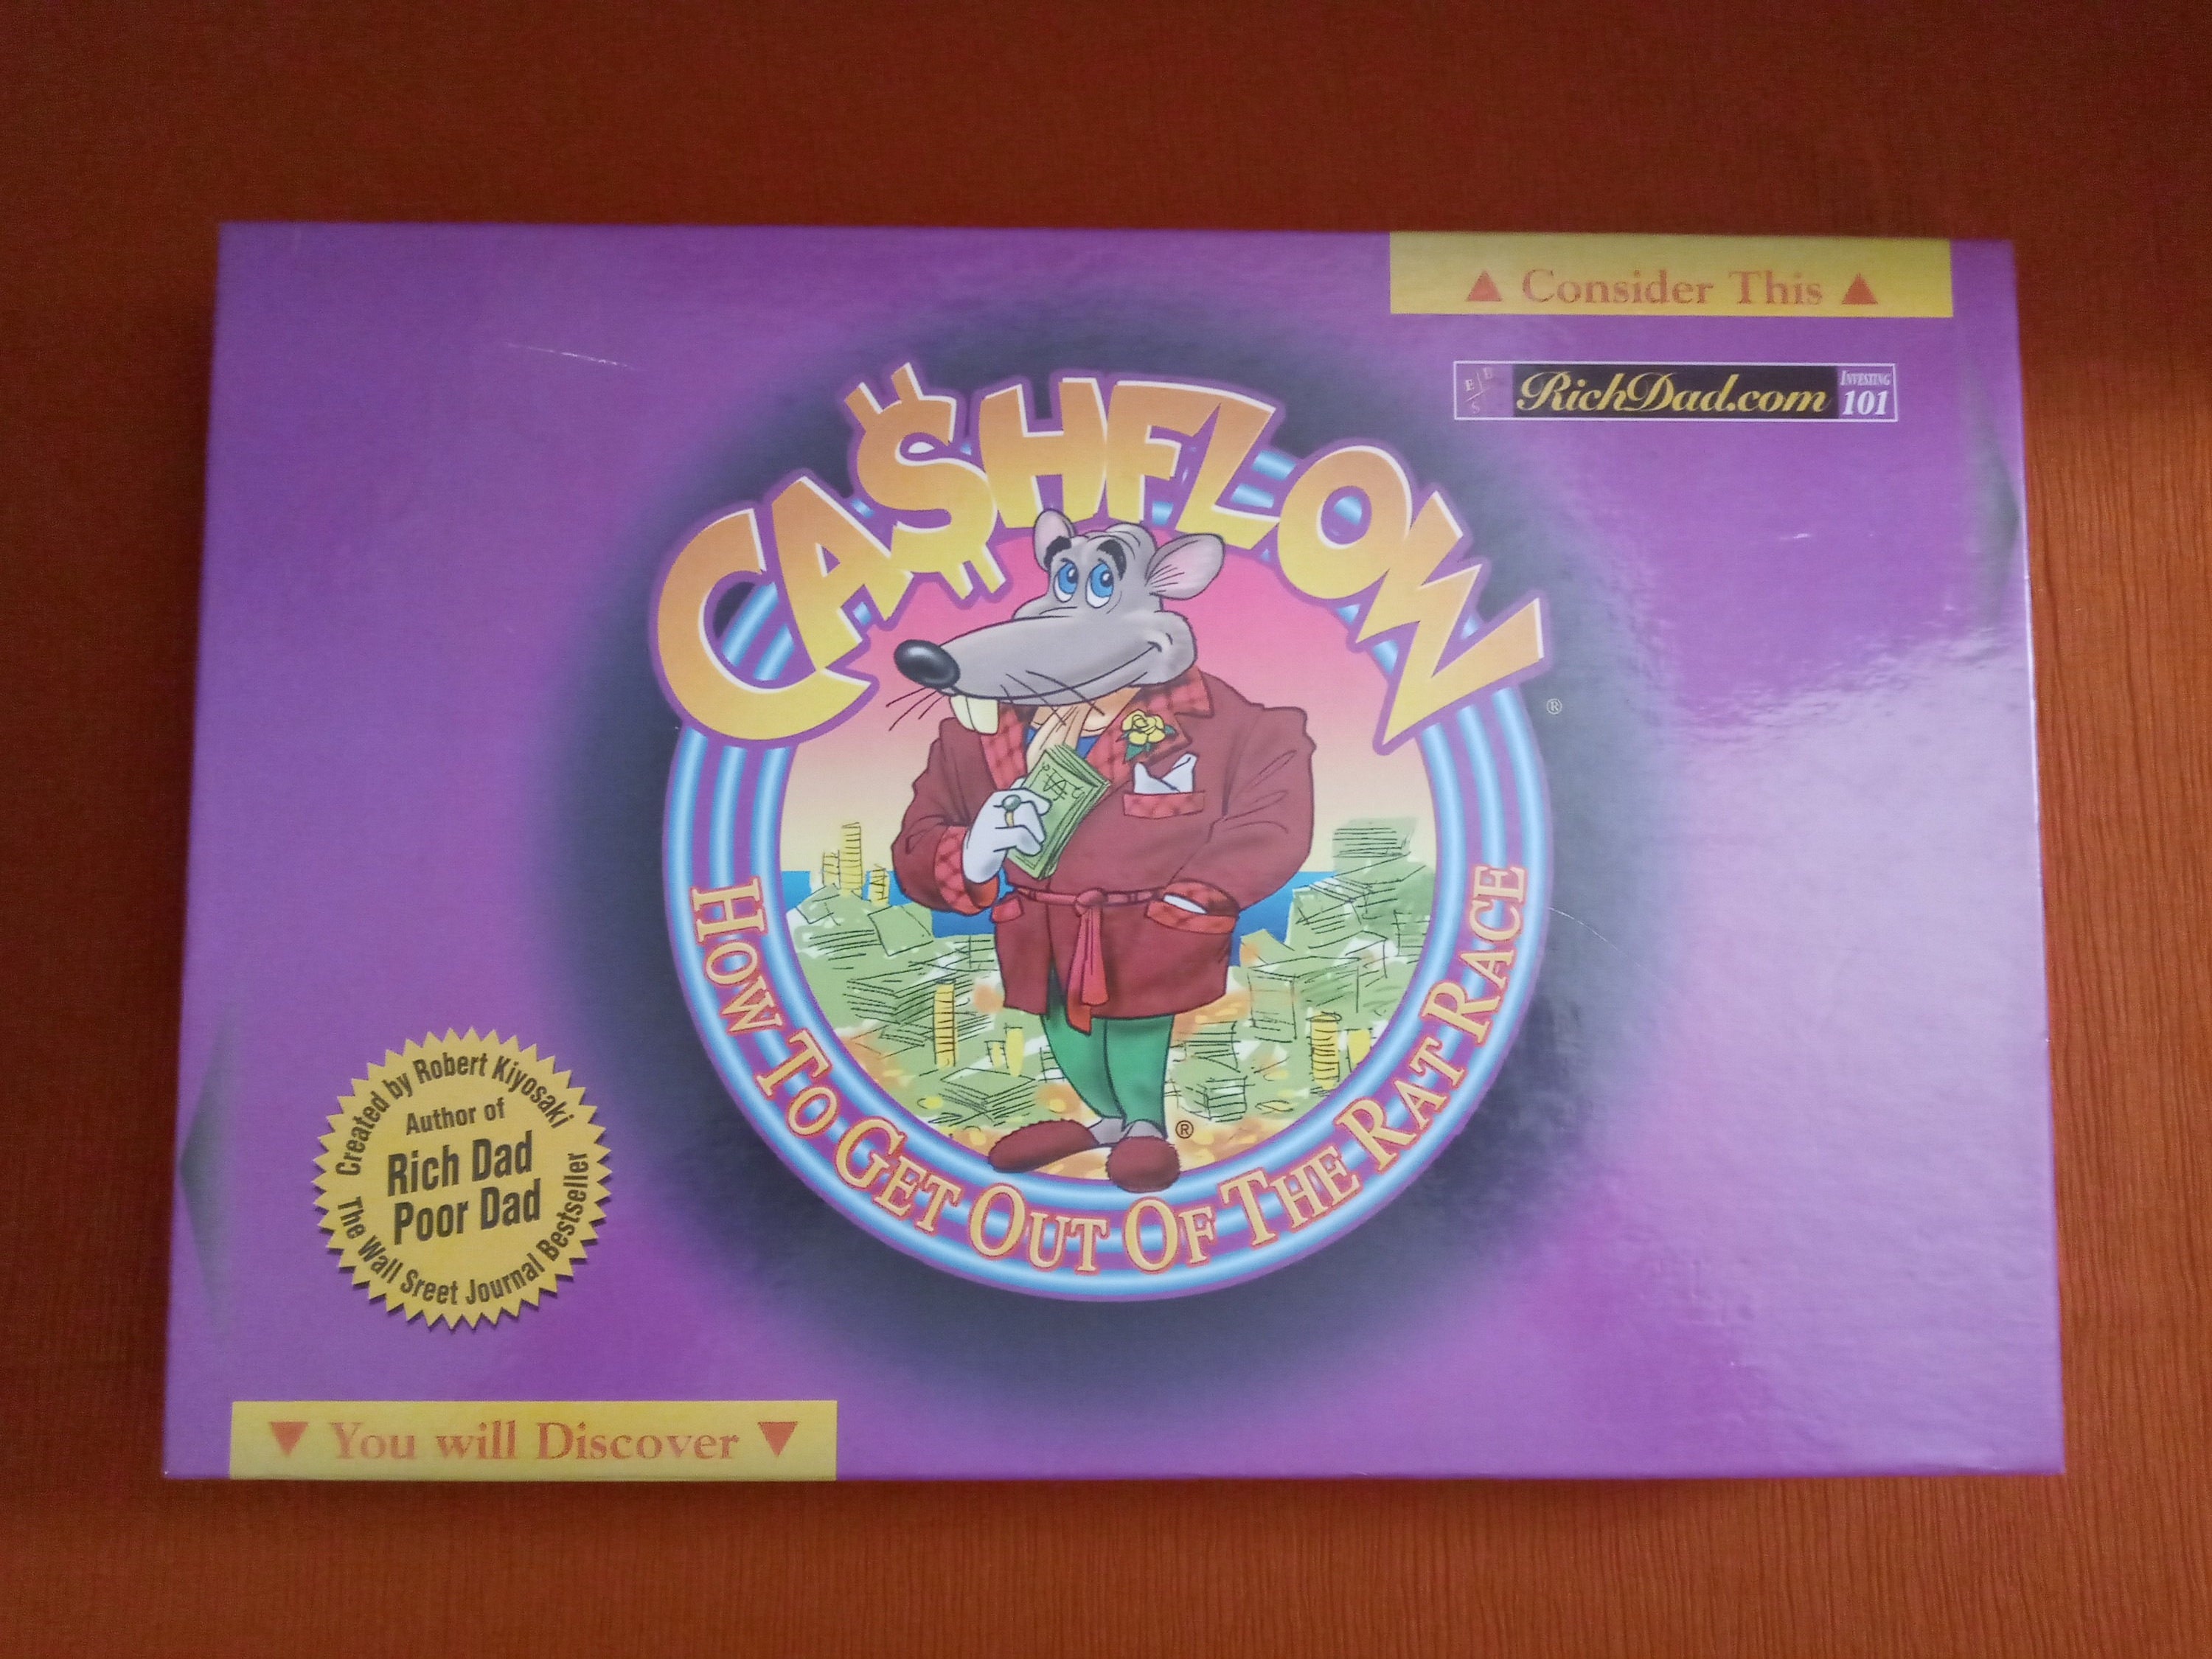 ▲ Consider This ▲
E B
S
RichDad.com
INVESTING
101
CA$HFLOW
®
HOW TO GET OUT OF THE RAT RACE
®
Created by Robert Kiyosaki
Author of
Rich Dad
Poor Dad
The Wall Sreet Journal Bestseller
▼ You will Discover ▼